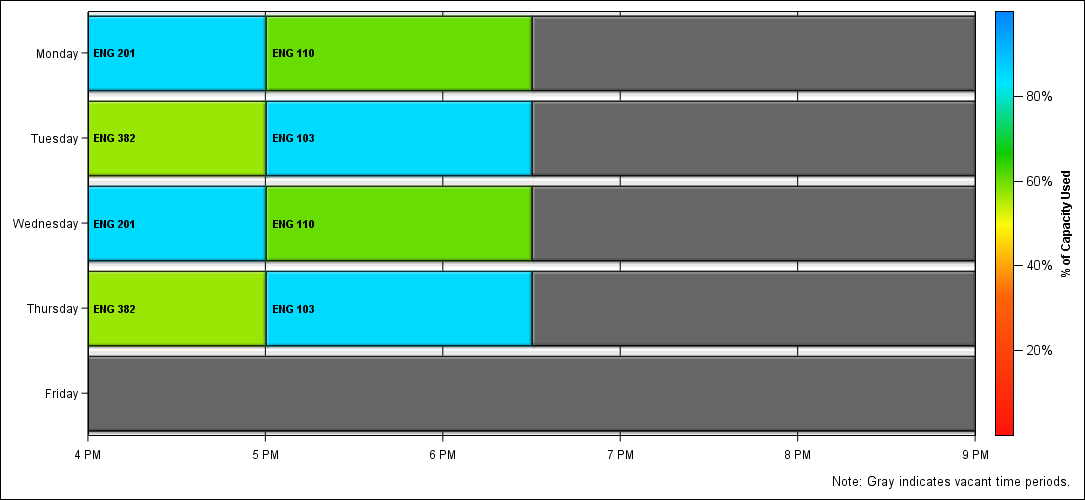 Monday
ENG 201
ENG 110
Tuesday
ENG 382
ENG 103
Wednesday
ENG 201
ENG 110
Thursday
ENG 382
ENG 103
Friday
4 PM
5 PM
6 PM
7 PM
8 PM
9 PM
80%
60%
40%
20%
% of Capacity Used
Note: Gray indicates vacant time periods.